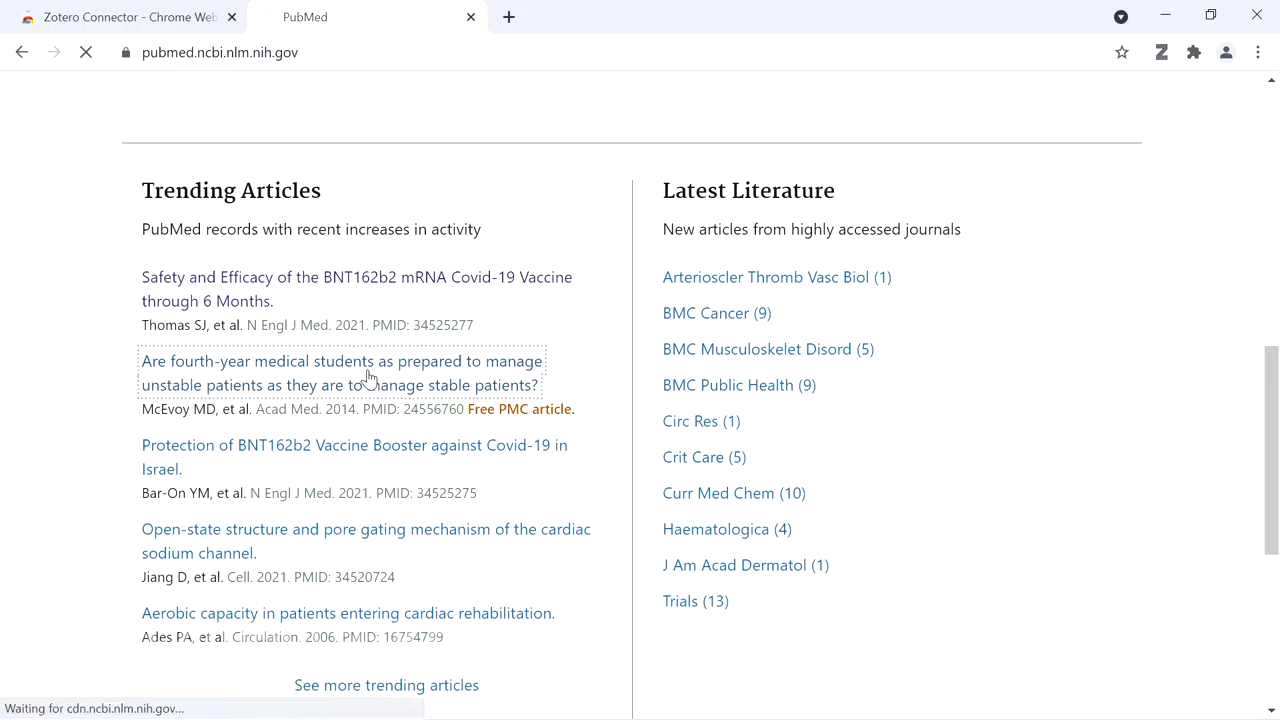 Zotero Connector - Chrome Web
PubMed
pubmed.ncbi.nlm.nih.gov
Z
Trending Articles
PubMed records with recent increases in activity
Safety and Efficacy of the BNT162b2 mRNA Covid-19 Vaccine
through 6 Months.
Thomas SJ, et al. N Engl J Med. 2021. PMID: 34525277
Are fourth-year medical students as prepared to manage
unstable patients as they are to manage stable patients?
McEvoy MD, et al. Acad Med. 2014. PMID: 24556760 Free PMC article.
Protection of BNT162b2 Vaccine Booster against Covid-19 in
Israel.
Bar-On YM, et al. N Engl J Med. 2021. PMID: 34525275
Open-state structure and pore gating mechanism of the cardiac
sodium channel.
Jiang D, et al. Cell. 2021. PMID: 34520724
Aerobic capacity in patients entering cardiac rehabilitation.
Ades PA, et al. Circulation. 2006. PMID: 16754799
See more trending articles
Latest Literature
New articles from highly accessed journals
Arterioscler Thromb Vasc Biol (1)
BMC Cancer (9)
BMC Musculoskelet Disord (5)
BMC Public Health (9)
Circ Res (1)
Crit Care (5)
Curr Med Chem (10)
Haematologica (4)
J Am Acad Dermatol (1)
Trials (13)
Waiting for cdn.ncbi.nlm.nih.gov...